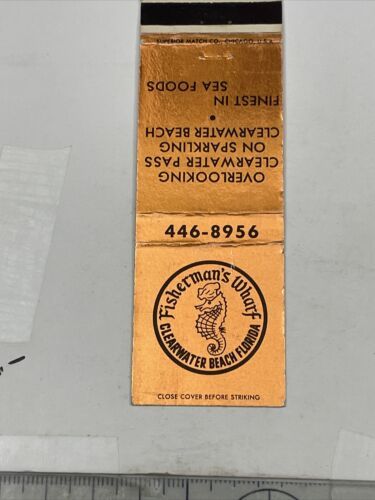 SUPERIOR MATCH CO., CHICAGO, U.S.A.
OVERLOOKING
CLEARWATER PASS
ON SPARKLING
CLEARWATER BEACH
•
FINEST IN
SEA FOODS
446-8956
Fisherman's Wharf
CLEARWATER BEACH FLORIDA
CLOSE COVER BEFORE STRIKING